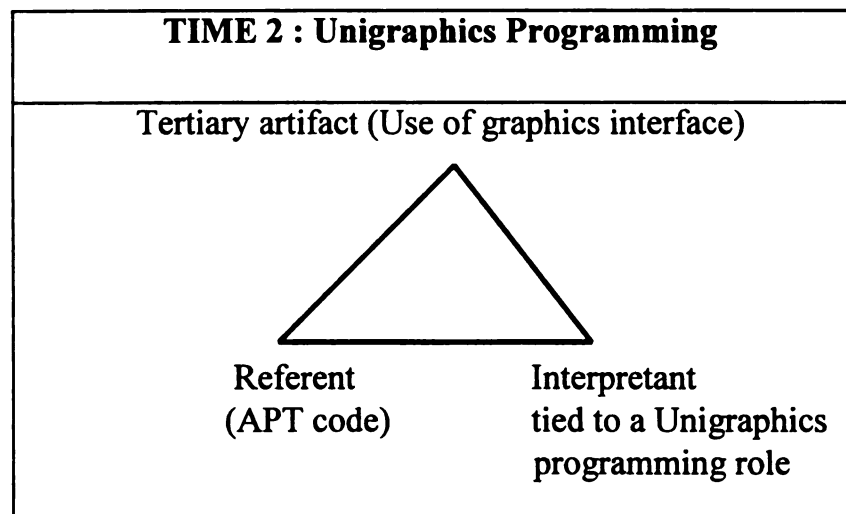 TIME 2 : Unigraphics Programming
Tertiary artifact (Use of graphics interface)
Referent
(APT code)
Interpretant
tied to a Unigraphics
programming role